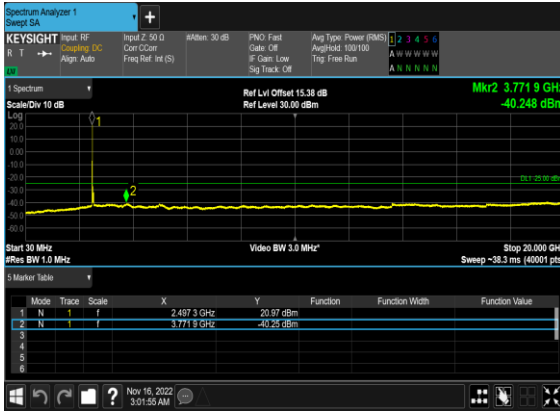 Spectrum Analyzer 1
Swept SA
+
KEYSIGHT Input: RF Input Z: 50 Ω #Atten: 30 dB PNO: Fast Avg Type: Power (RMS) 1 2 3 4 5 6
R T Coupling: DC Corr CCorr Gate: Off Avg|Hold: 100/100 A W W W W W
Align: Auto Freq Ref: Int (S) IF Gain: Low Trig: Free Run
Sig Track: Off A N N N N N
LXI
1 Spectrum Ref Lvl Offset 15.38 dB Mkr2 3.771 9 GHz
Scale/Div 10 dB Ref Level 30.00 dBm -40.248 dBm
Log
20.0
10.0
0.00
-10.0
-20.0
-30.0
-40.0
-50.0
-60.0
1
2
DL1 -25.00 dBm
Start 30 MHz Video BW 3.0 MHz* Stop 20.000 GHz
#Res BW 1.0 MHz Sweep ~38.3 ms (40001 pts)
5 Marker Table
Mode Trace Scale X Y Function Function Width Function Value
1 N 1 f 2.497 3 GHz 20.97 dBm
2 N 1 f 3.771 9 GHz -40.25 dBm
3
4
5
6
? Nov 16, 2022
3:01:55 AM